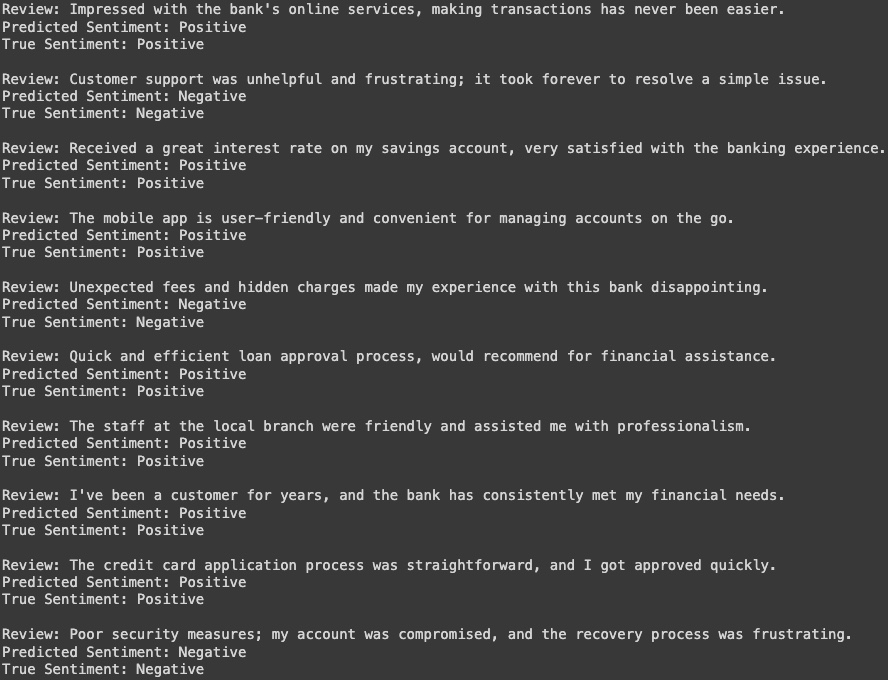 Review: Impressed with the bank's online services, making transactions has never been easier.
Predicted Sentiment: Positive
True Sentiment: Positive
Review: Customer support was unhelpful and frustrating; it took forever to resolve a simple issue.
Predicted Sentiment: Negative
True Sentiment: Negative
Review: Received a great interest rate on my savings account, very satisfied with the banking experience.
Predicted Sentiment: Positive
True Sentiment: Positive
Review: The mobile app is user-friendly and convenient for managing accounts on the go.
Predicted Sentiment: Positive
True Sentiment: Positive
Review: Unexpected fees and hidden charges made my experience with this bank disappointing.
Predicted Sentiment: Negative
True Sentiment: Negative
Review: Quick and efficient loan approval process, would recommend for financial assistance.
Predicted Sentiment: Positive
True Sentiment: Positive
Review: The staff at the local branch were friendly and assisted me with professionalism.
Predicted Sentiment: Positive
True Sentiment: Positive
Review: I've been a customer for years, and the bank has consistently met my financial needs.
Predicted Sentiment: Positive
True Sentiment: Positive
Review: The credit card application process was straightforward, and I got approved quickly.
Predicted Sentiment: Positive
True Sentiment: Positive
Review: Poor security measures; my account was compromised, and the recovery process was frustrating.
Predicted Sentiment: Negative
True Sentiment: Negative